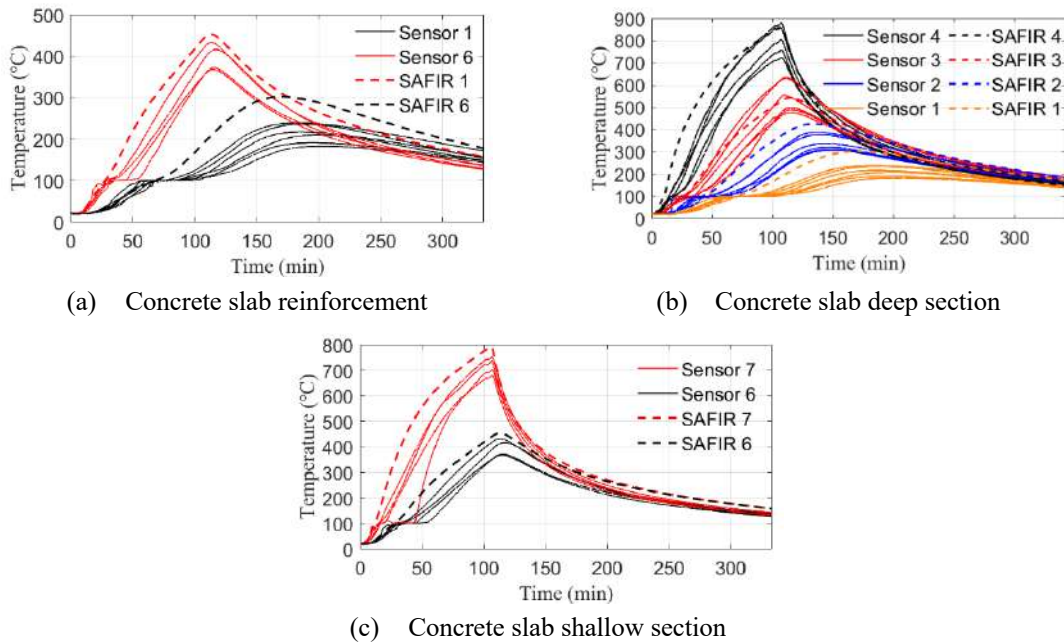 500
400
300
200
100
0
Temperature (°C)
Sensor 1
Sensor 6
SAFIR 1
SAFIR 6
0 50 100 150 200 250 300
Time (min)
(a) Concrete slab reinforcement
900
800
700
600
500
400
300
200
100
0
Temperature (°C)
Sensor 4 SAFIR 4
Sensor 3 SAFIR 3
Sensor 2 SAFIR 2
Sensor 1 SAFIR 1
0 50 100 150 200 250 300
Time (min)
(b) Concrete slab deep section
800
700
600
500
400
300
200
100
0
Temperature (°C)
Sensor 7
Sensor 6
SAFIR 7
SAFIR 6
0 50 100 150 200 250 300
Time (min)
(c) Concrete slab shallow section